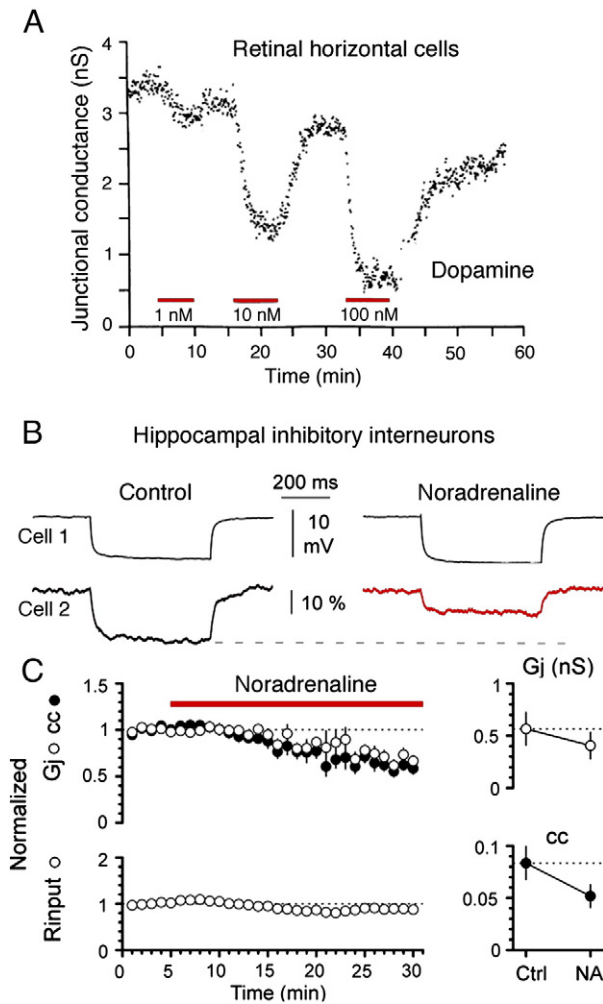 A
Retinal horizontal cells
Junctional conductance (nS)
4
3
2
1
0
1 nM
10 nM
100 nM
Dopamine
0
10
20
30
40
50
60
Time (min)
B
Hippocampal inhibitory interneurons
Control
200 ms
Noradrenaline
Cell 1
10
mV
Cell 2
10 %
C
Noradrenaline
Gj (nS)
Normalized
Gj cc
1.5
1
0.5
0
1
0.5
0
Rinput
2
1
0
0
10
20
30
Time (min)
cc
0.1
0.05
0
Ctrl
NA